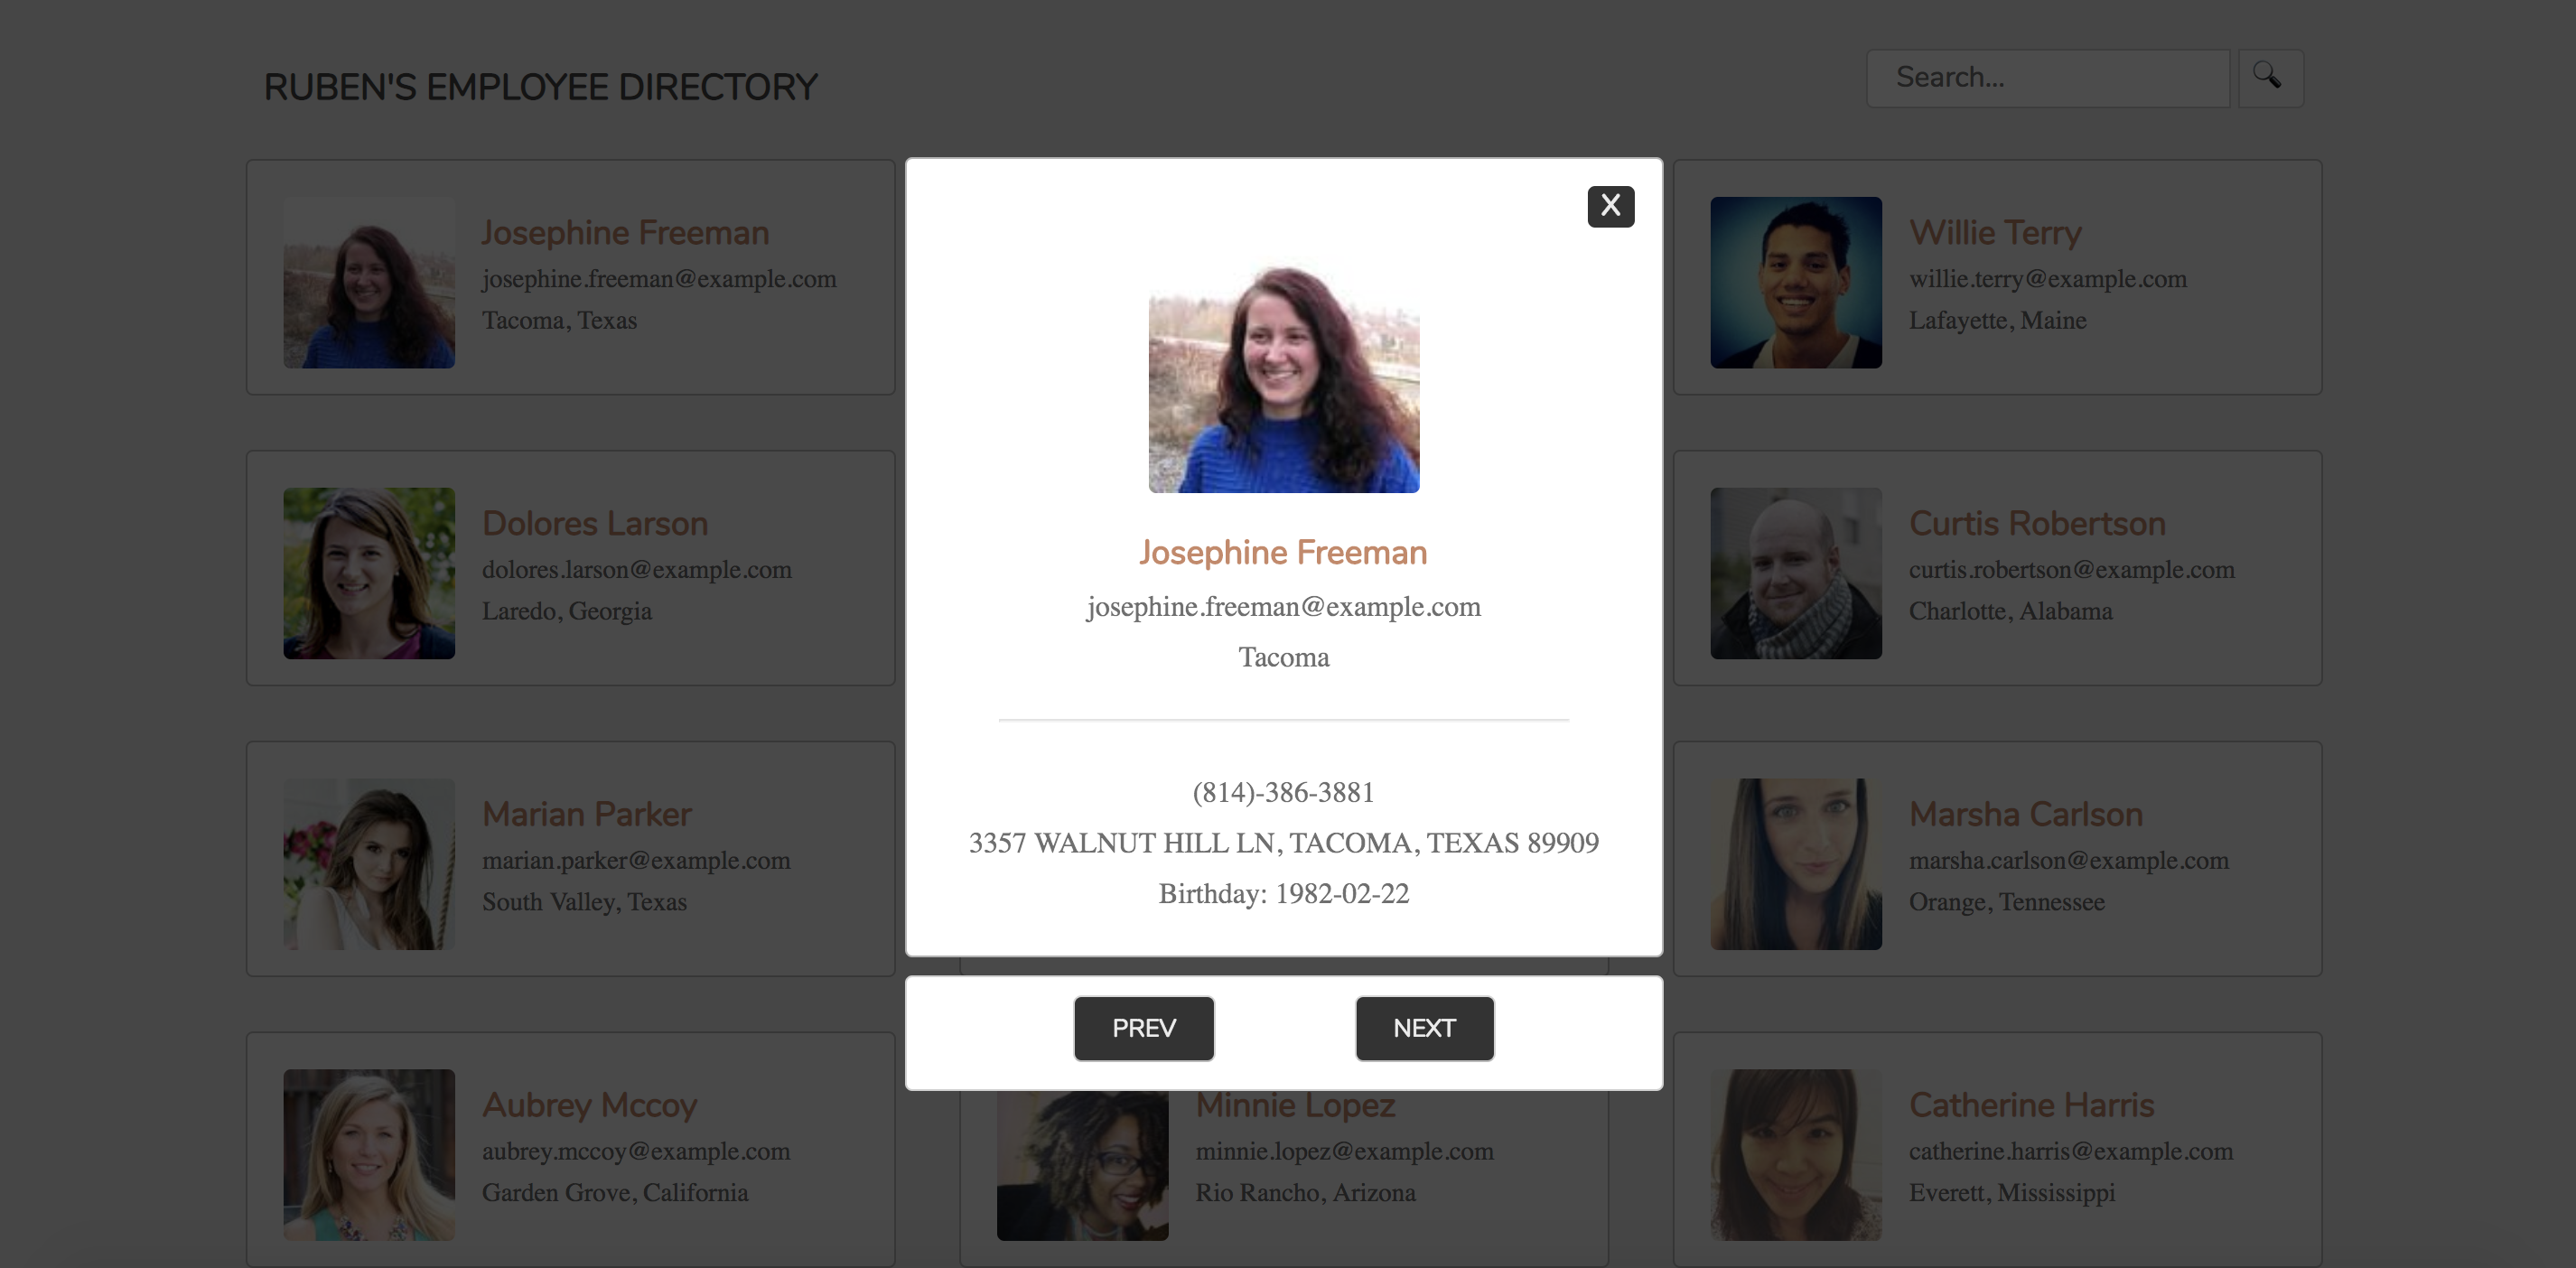 RUBEN'S EMPLOYEE DIRECTORY
Search...
Josephine Freeman
josephine.freeman@example.com
Tacoma, Texas
X
Josephine Freeman
josephine.freeman@example.com
Tacoma
(814)-386-3881
3357 WALNUT HILL LN, TACOMA, TEXAS 89909
Birthday: 1982-02-22
PREV
NEXT
Willie Terry
willie.terry@example.com
Lafayette, Maine
Dolores Larson
dolores.larson@example.com
Laredo, Georgia
Curtis Robertson
curtis.robertson@example.com
Charlotte, Alabama
Marian Parker
marian.parker@example.com
South Valley, Texas
Marsha Carlson
marsha.carlson@example.com
Orange, Tennessee
Aubrey Mccoy
aubrey.mccoy@example.com
Garden Grove, California
Minnie Lopez
minnie.lopez@example.com
Rio Rancho, Arizona
Catherine Harris
catherine.harris@example.com
Everett, Mississippi